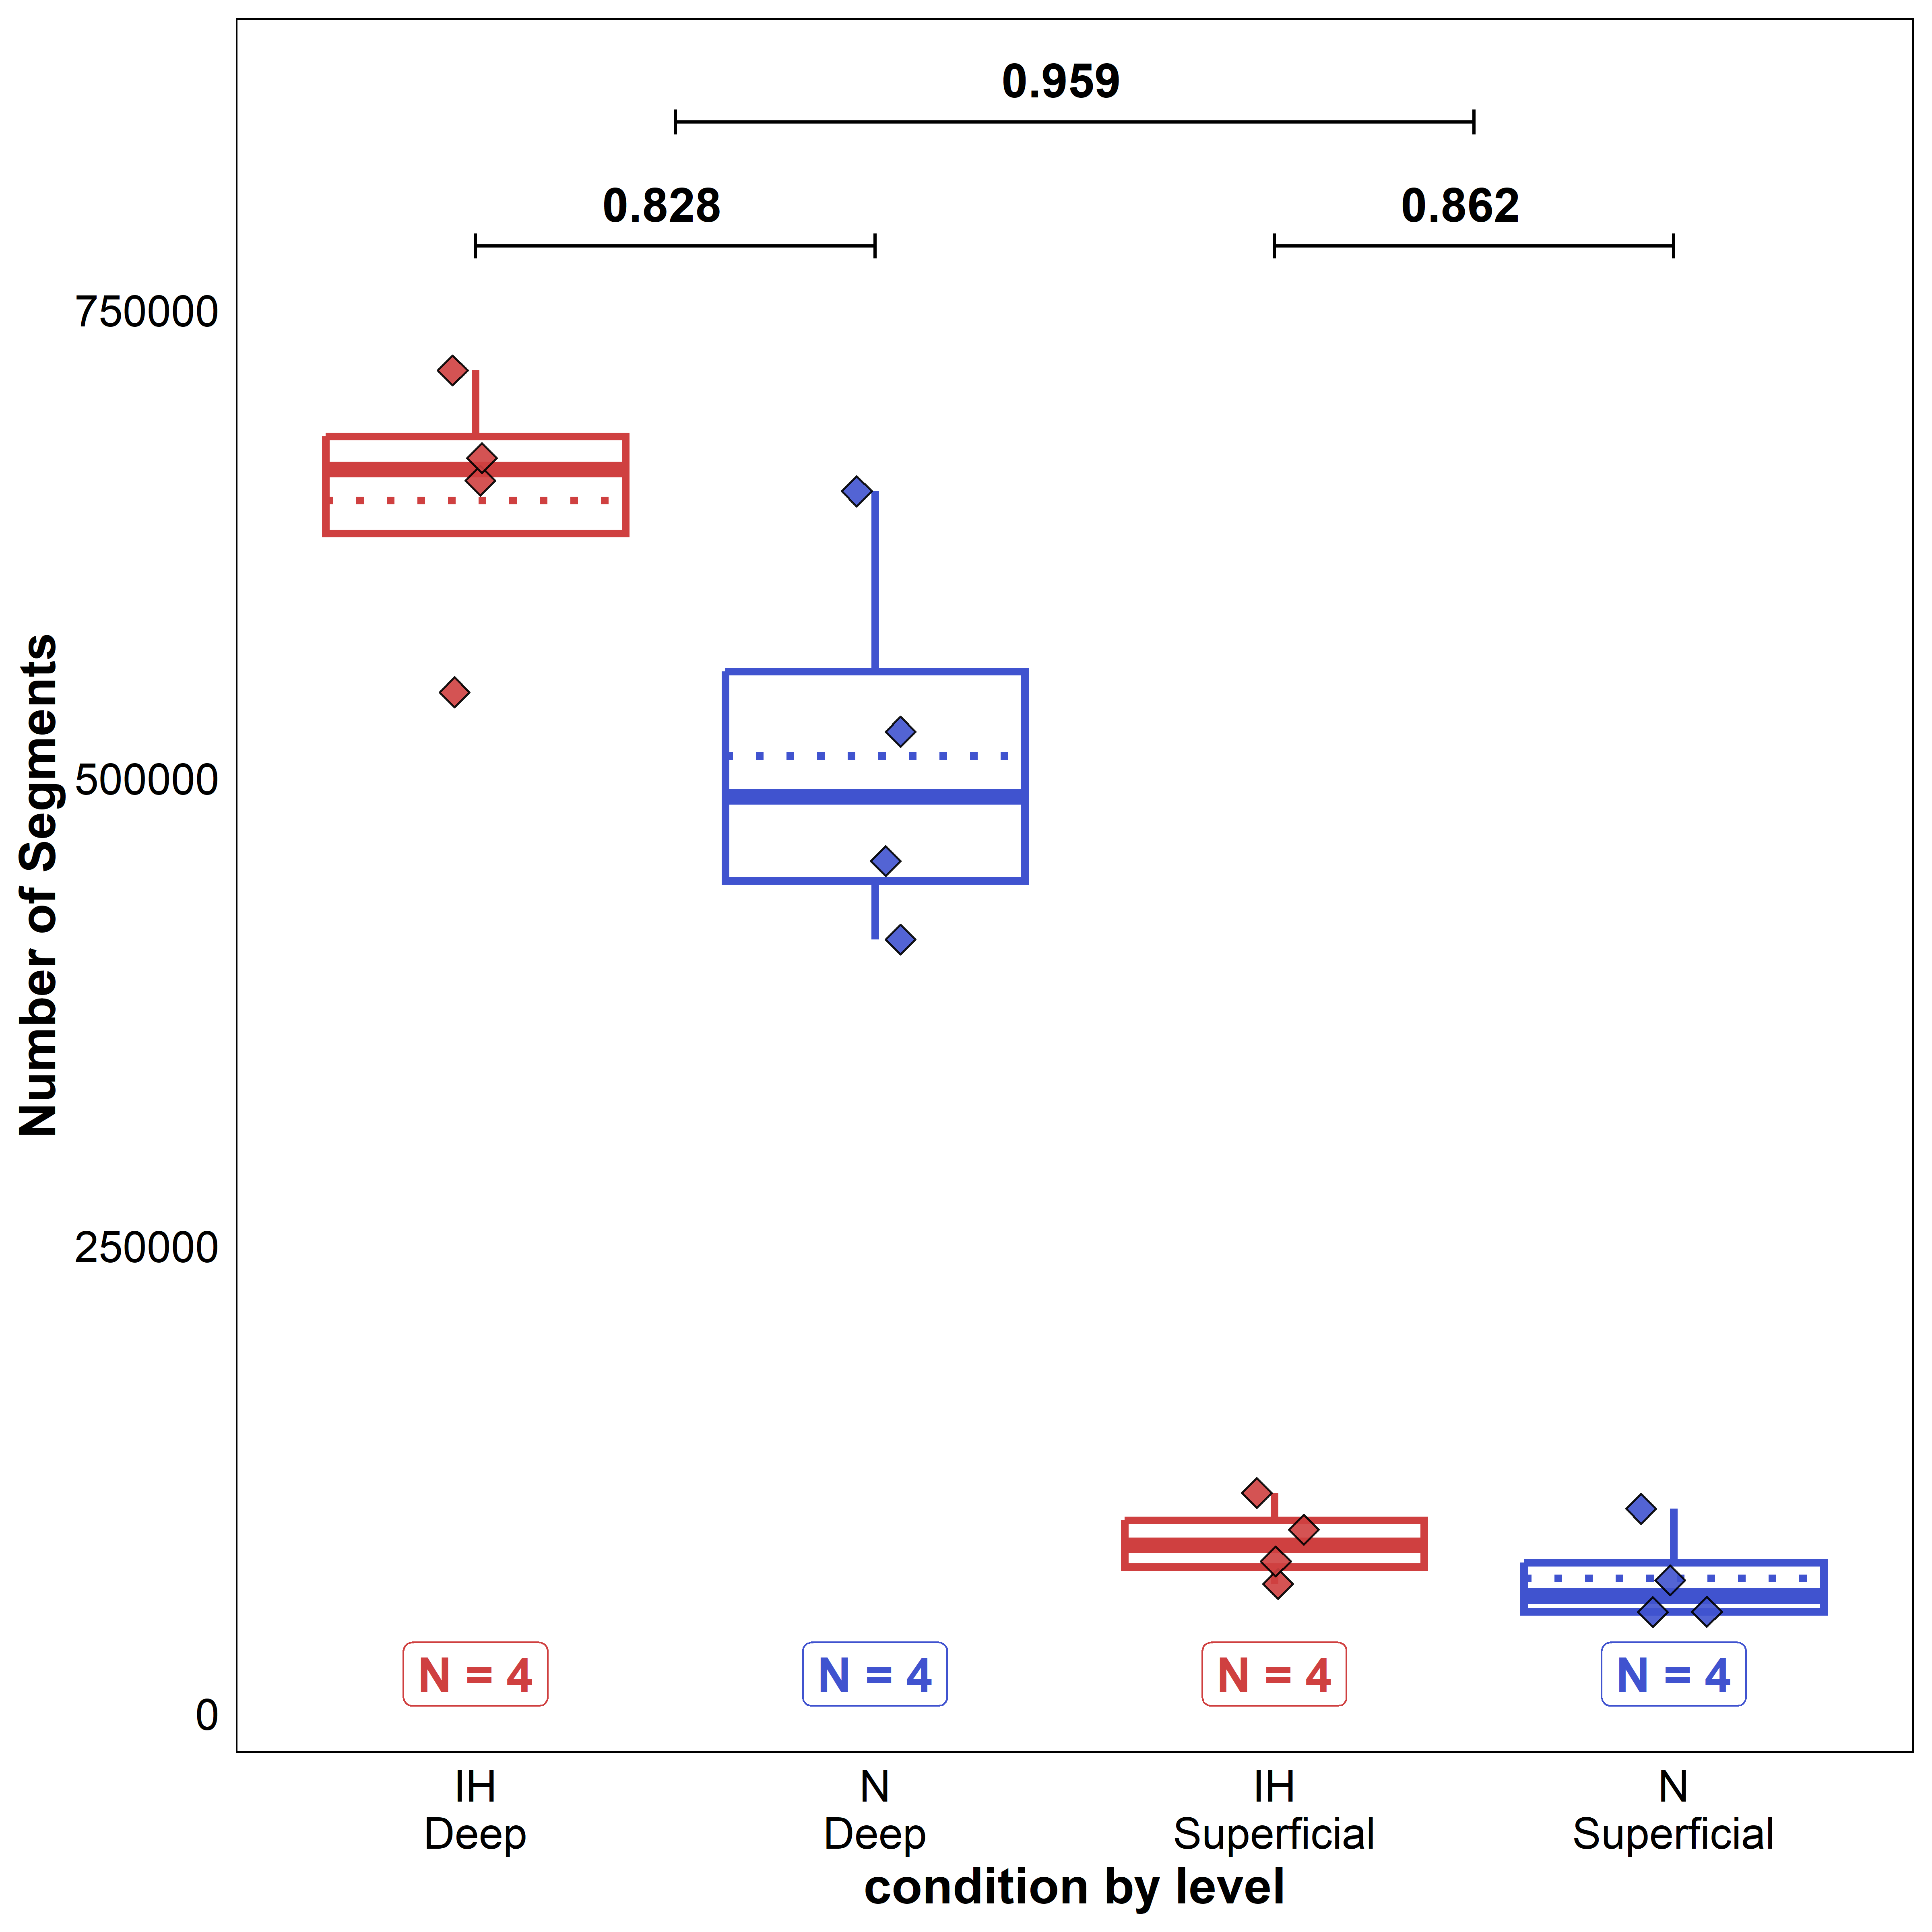 0.959
0.828
0.862
Number of Segments
750000
500000
250000
0
N = 4
N = 4
N = 4
N = 4
IH
Deep
N
Deep
IH
Superficial
N
Superficial
condition by level